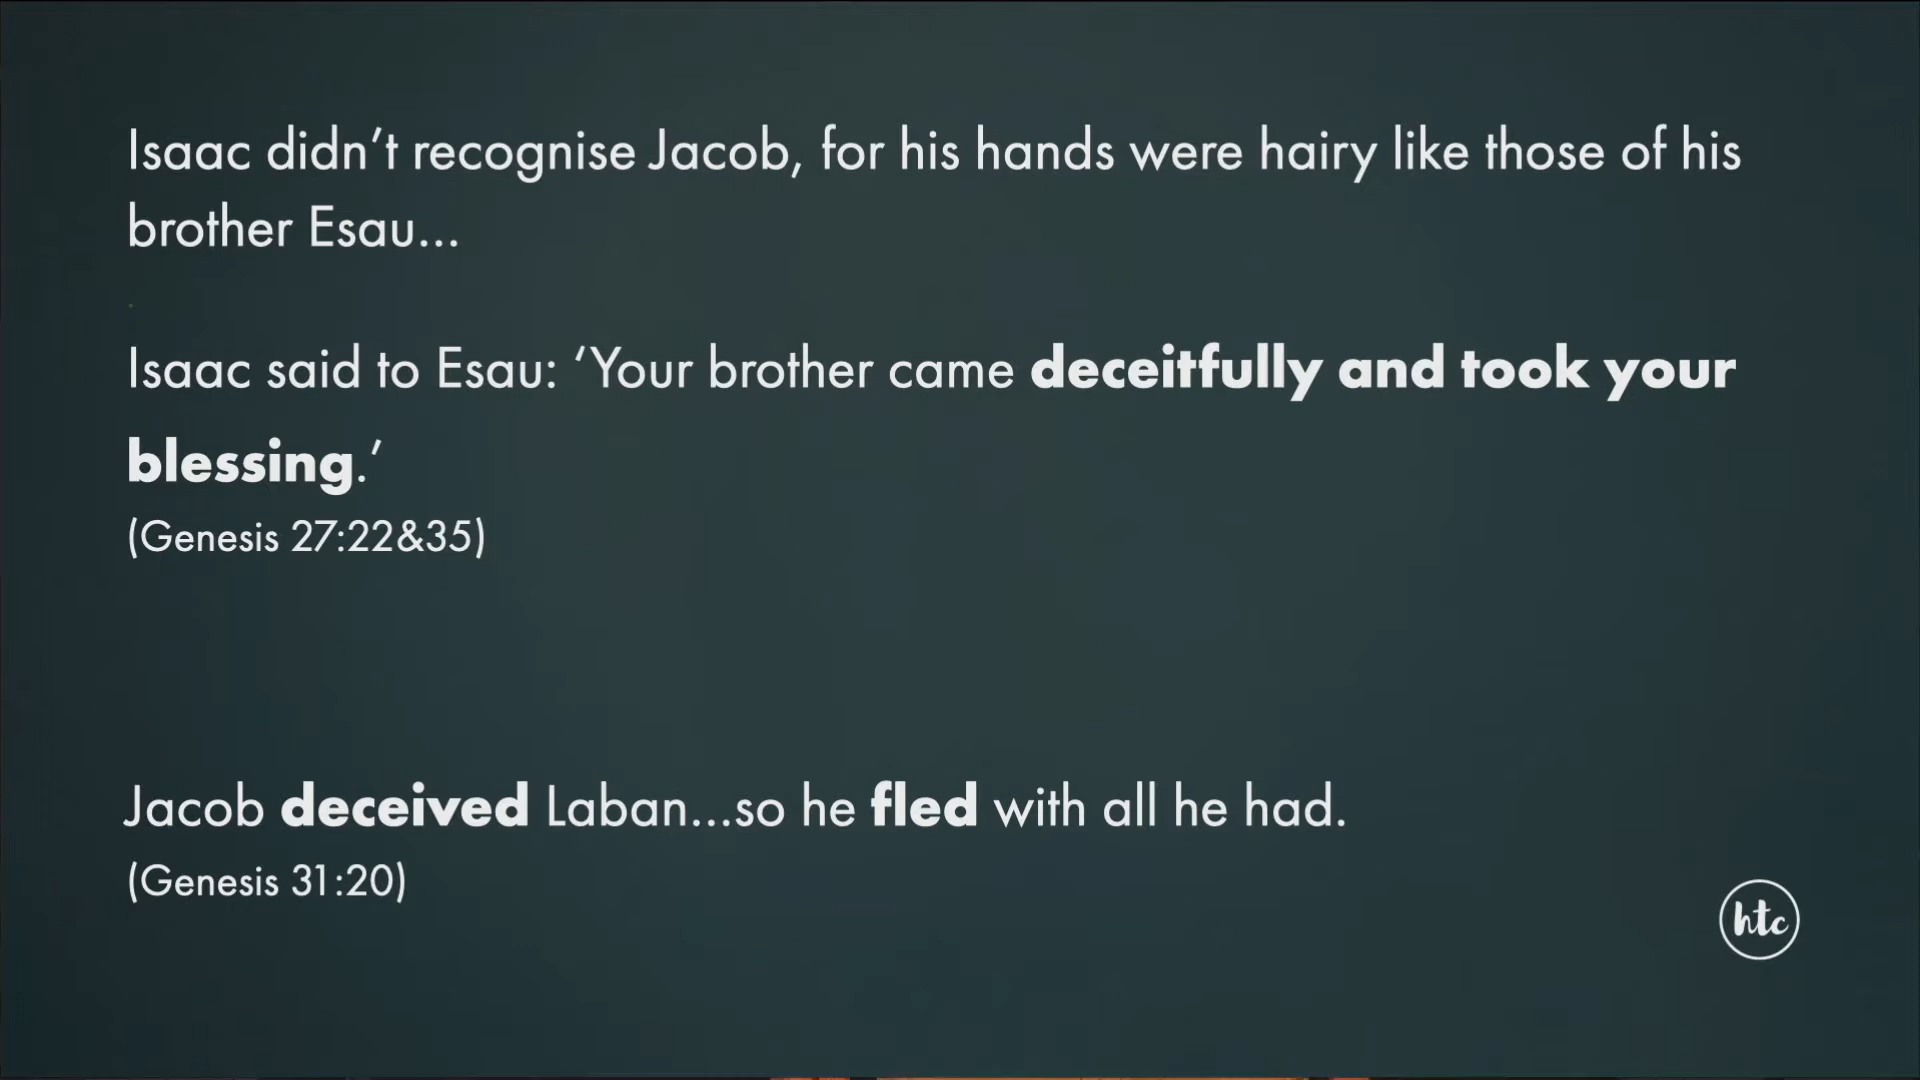 Isaac didn’t recognise Jacob, for his hands were hairy like those of his
brother Esau...
Isaac said to Esau: ‘Your brother came deceitfully and took your
blessing.’
(Genesis 27:22&35)
Jacob deceived Laban...so he fled with all he had.
(Genesis 31:20)
htc